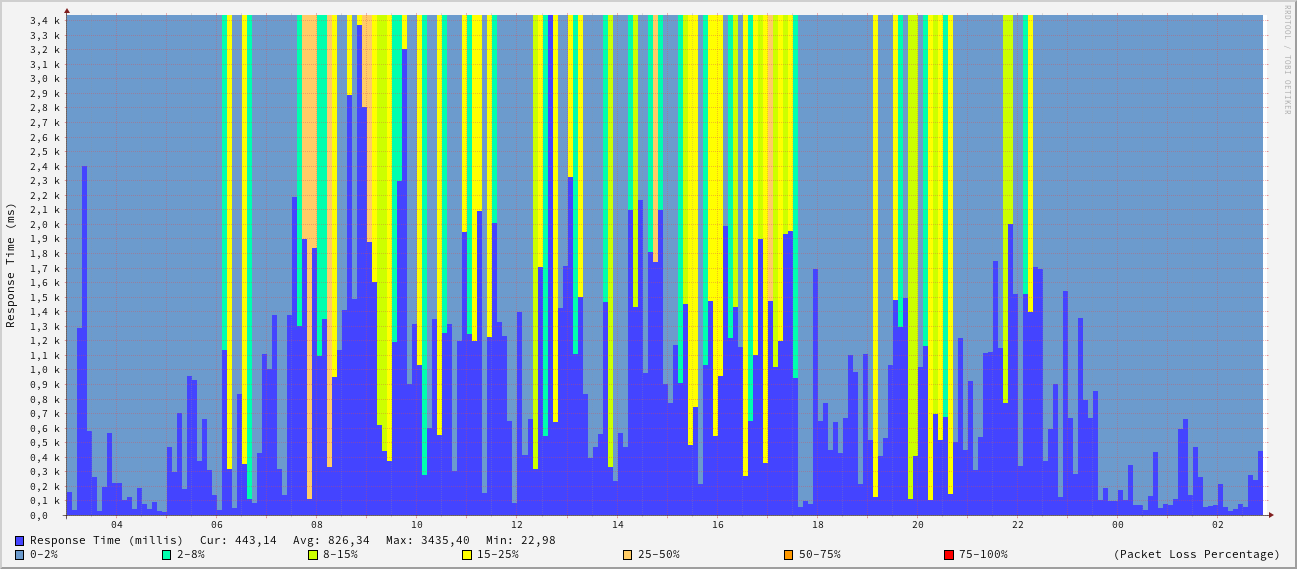 RRDTOOL / TOBI OETIKER
Response Time (ms)
3,4 k
3,3 k
3,2 k
3,1 k
3,0 k
2,9 k
2,8 k
2,7 k
2,6 k
2,5 k
2,4 k
2,3 k
2,2 k
2,1 k
2,0 k
1,9 k
1,8 k
1,7 k
1,6 k
1,5 k
1,4 k
1,3 k
1,2 k
1,1 k
1,0 k
0,9 k
0,8 k
0,7 k
0,6 k
0,5 k
0,4 k
0,3 k
0,2 k
0,1 k
0,0
04 06 08 10 12 14 16 18 20 22 00 02
Response Time (millis) Cur: 443,14 Avg: 826,34 Max: 3435,40 Min: 22,98
0-2% 2-8% 8-15% 15-25% 25-50% 50-75% 75-100% (Packet Loss Percentage)